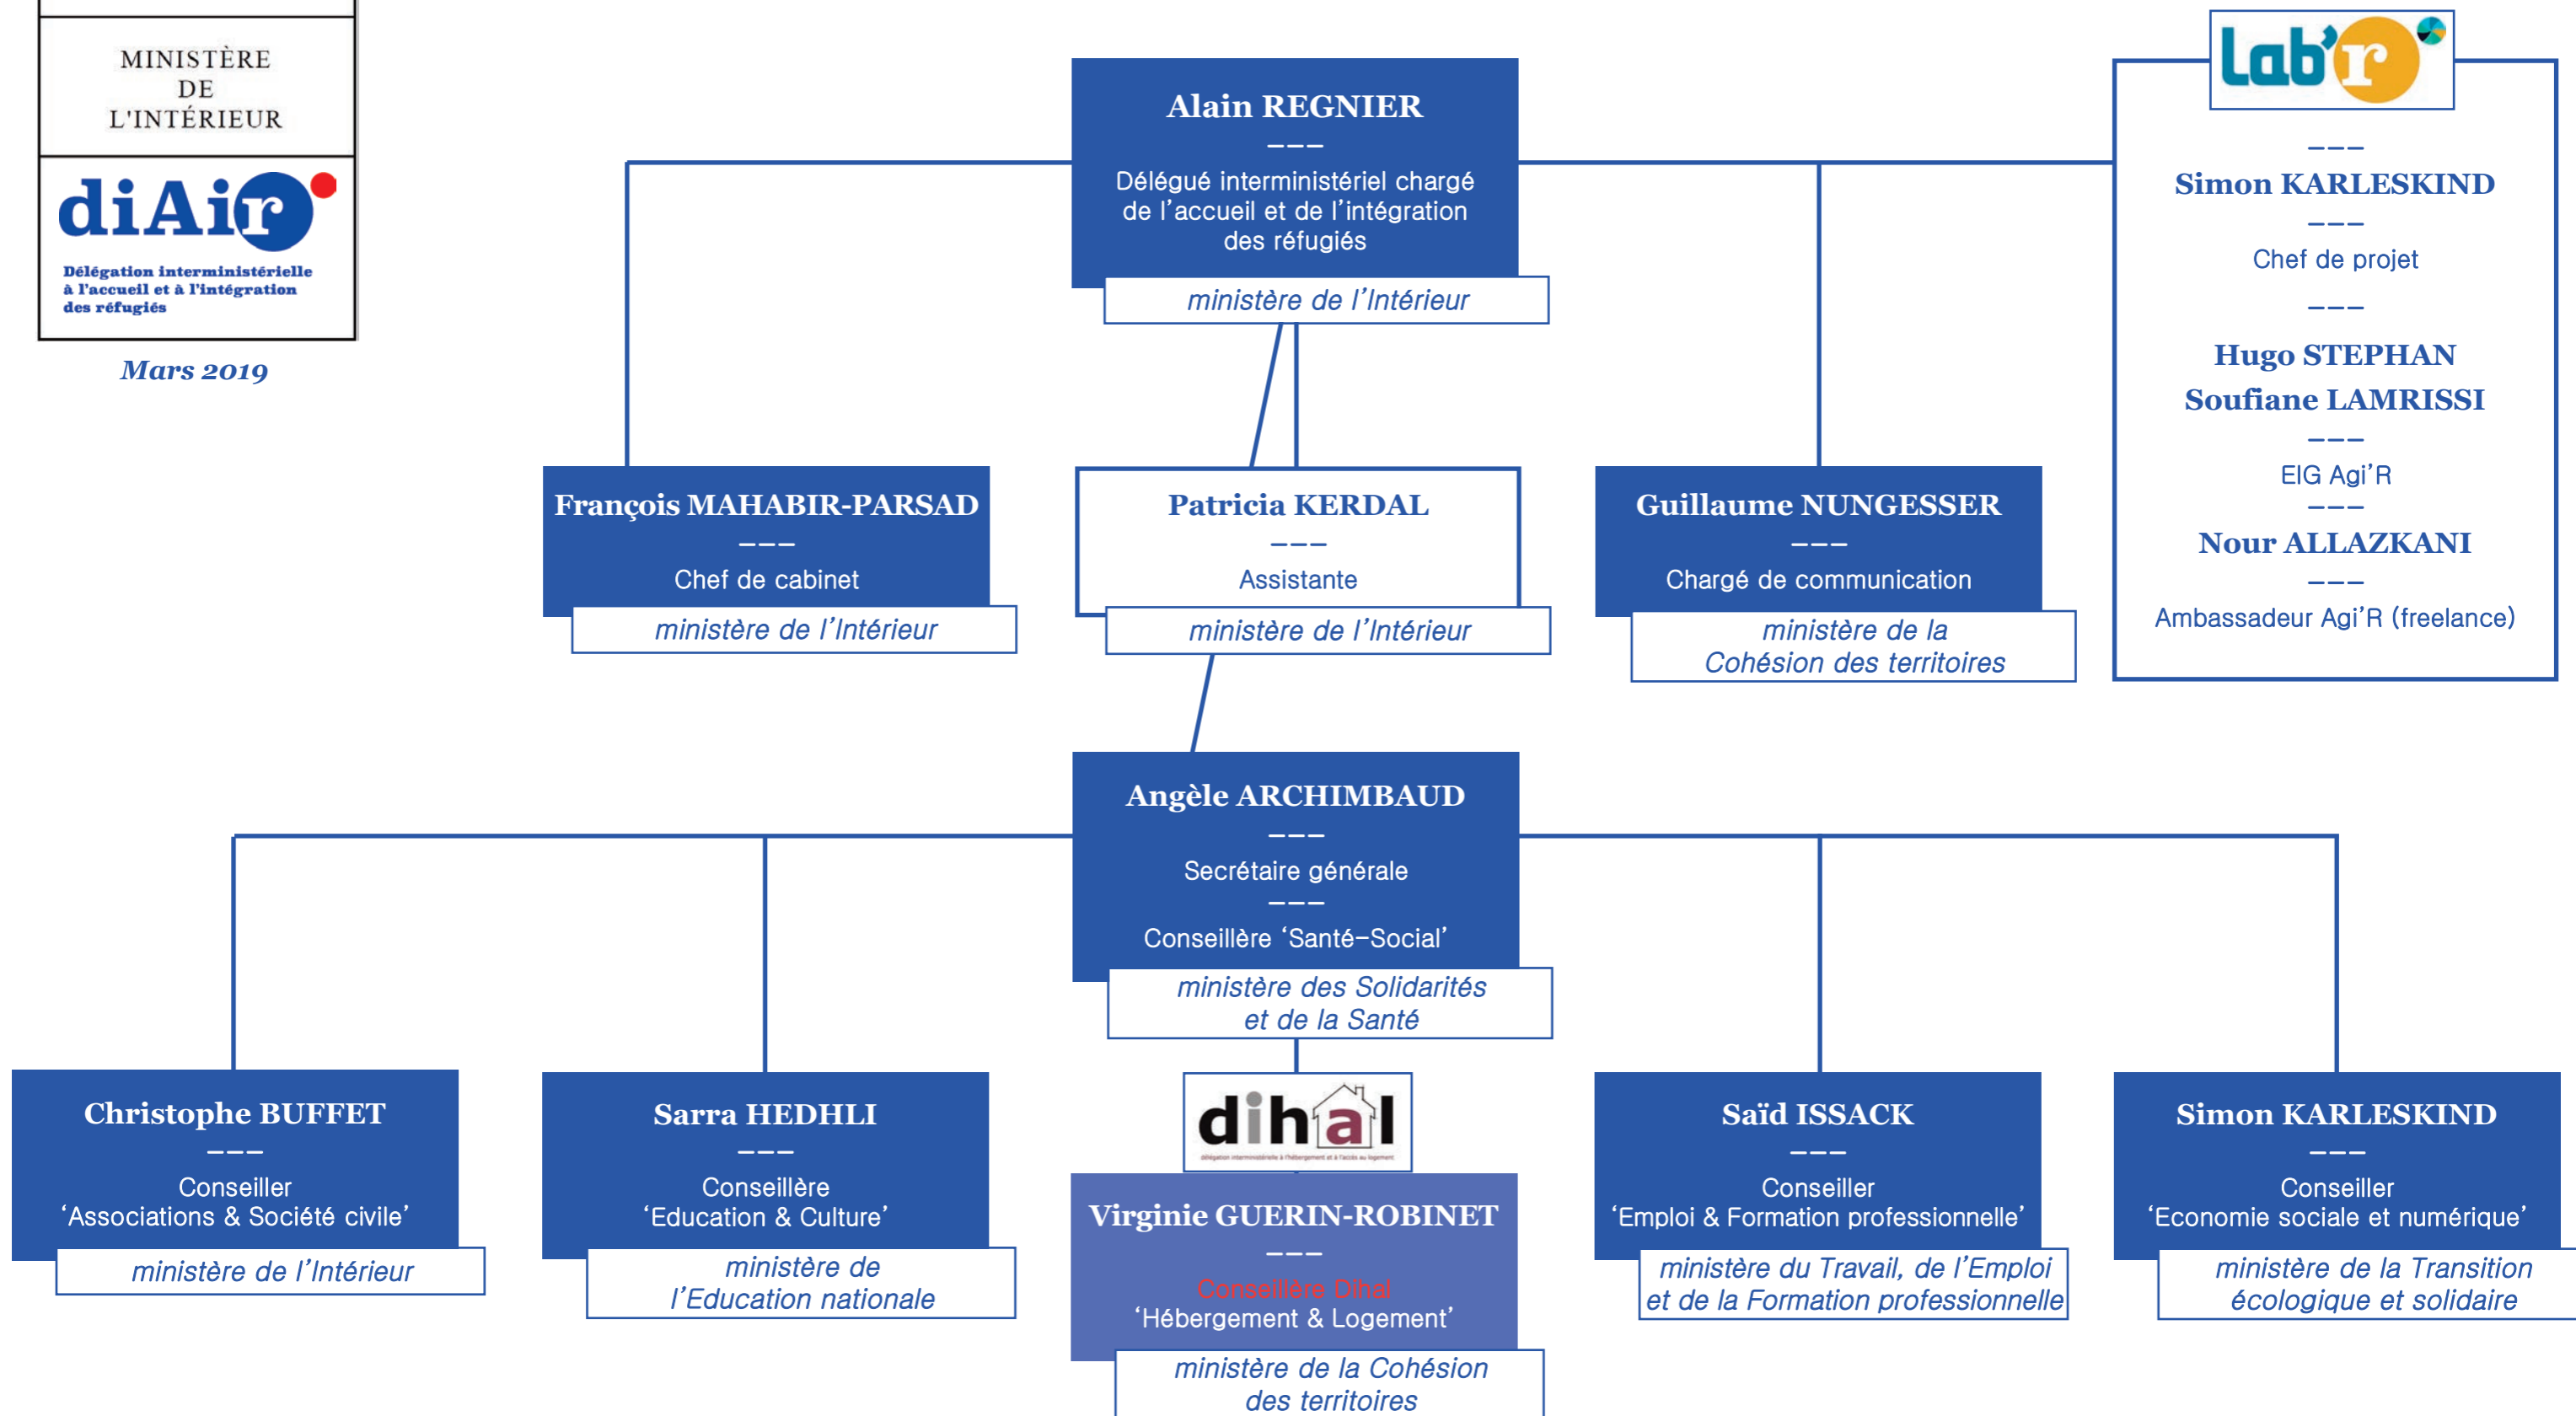 MINISTÈRE
DE
L'INTÉRIEUR
diAir
Délégation interministérielle
à l'accueil et à l'intégration
des réfugiés
Mars 2019
Alain REGNIER
---
Délégué interministériel chargé
de l'accueil et de l'intégration
des réfugiés
ministère de l'Intérieur
Lab'r
---
Simon KARLESKIND
---
Chef de projet
---
Hugo STEPHAN
Soufiane LAMRISSI
---
EIG Agi'R
---
Nour ALLAZKANI
---
Ambassadeur Agi'R (freelance)
François MAHABIR-PARSAD
---
Chef de cabinet
ministère de l'Intérieur
Patricia KERDAL
---
Assistante
ministère de l'Intérieur
Guillaume NUNGESSER
---
Chargé de communication
ministère de la
Cohésion des territoires
Angèle ARCHIMBAUD
---
Secrétaire générale
---
Conseillère ‘Santé-Social’
ministère des Solidarités
et de la Santé
Christophe BUFFET
---
Conseiller
‘Associations & Société civile’
ministère de l'Intérieur
Sarra HEDHLI
---
Conseillère
‘Education & Culture’
ministère de
l'Education nationale
dihal
délégation interministérielle à l'hébergement et à l'accès au logement
Virginie GUERIN-ROBINET
---
Conseillère Dihal
‘Hébergement & Logement’
ministère de la Cohésion
des territoires
Saïd ISSACK
---
Conseiller
‘Emploi & Formation professionnelle’
ministère du Travail, de l'Emploi
et de la Formation professionnelle
Simon KARLESKIND
---
Conseiller
‘Economie sociale et numérique’
ministère de la Transition
écologique et solidaire